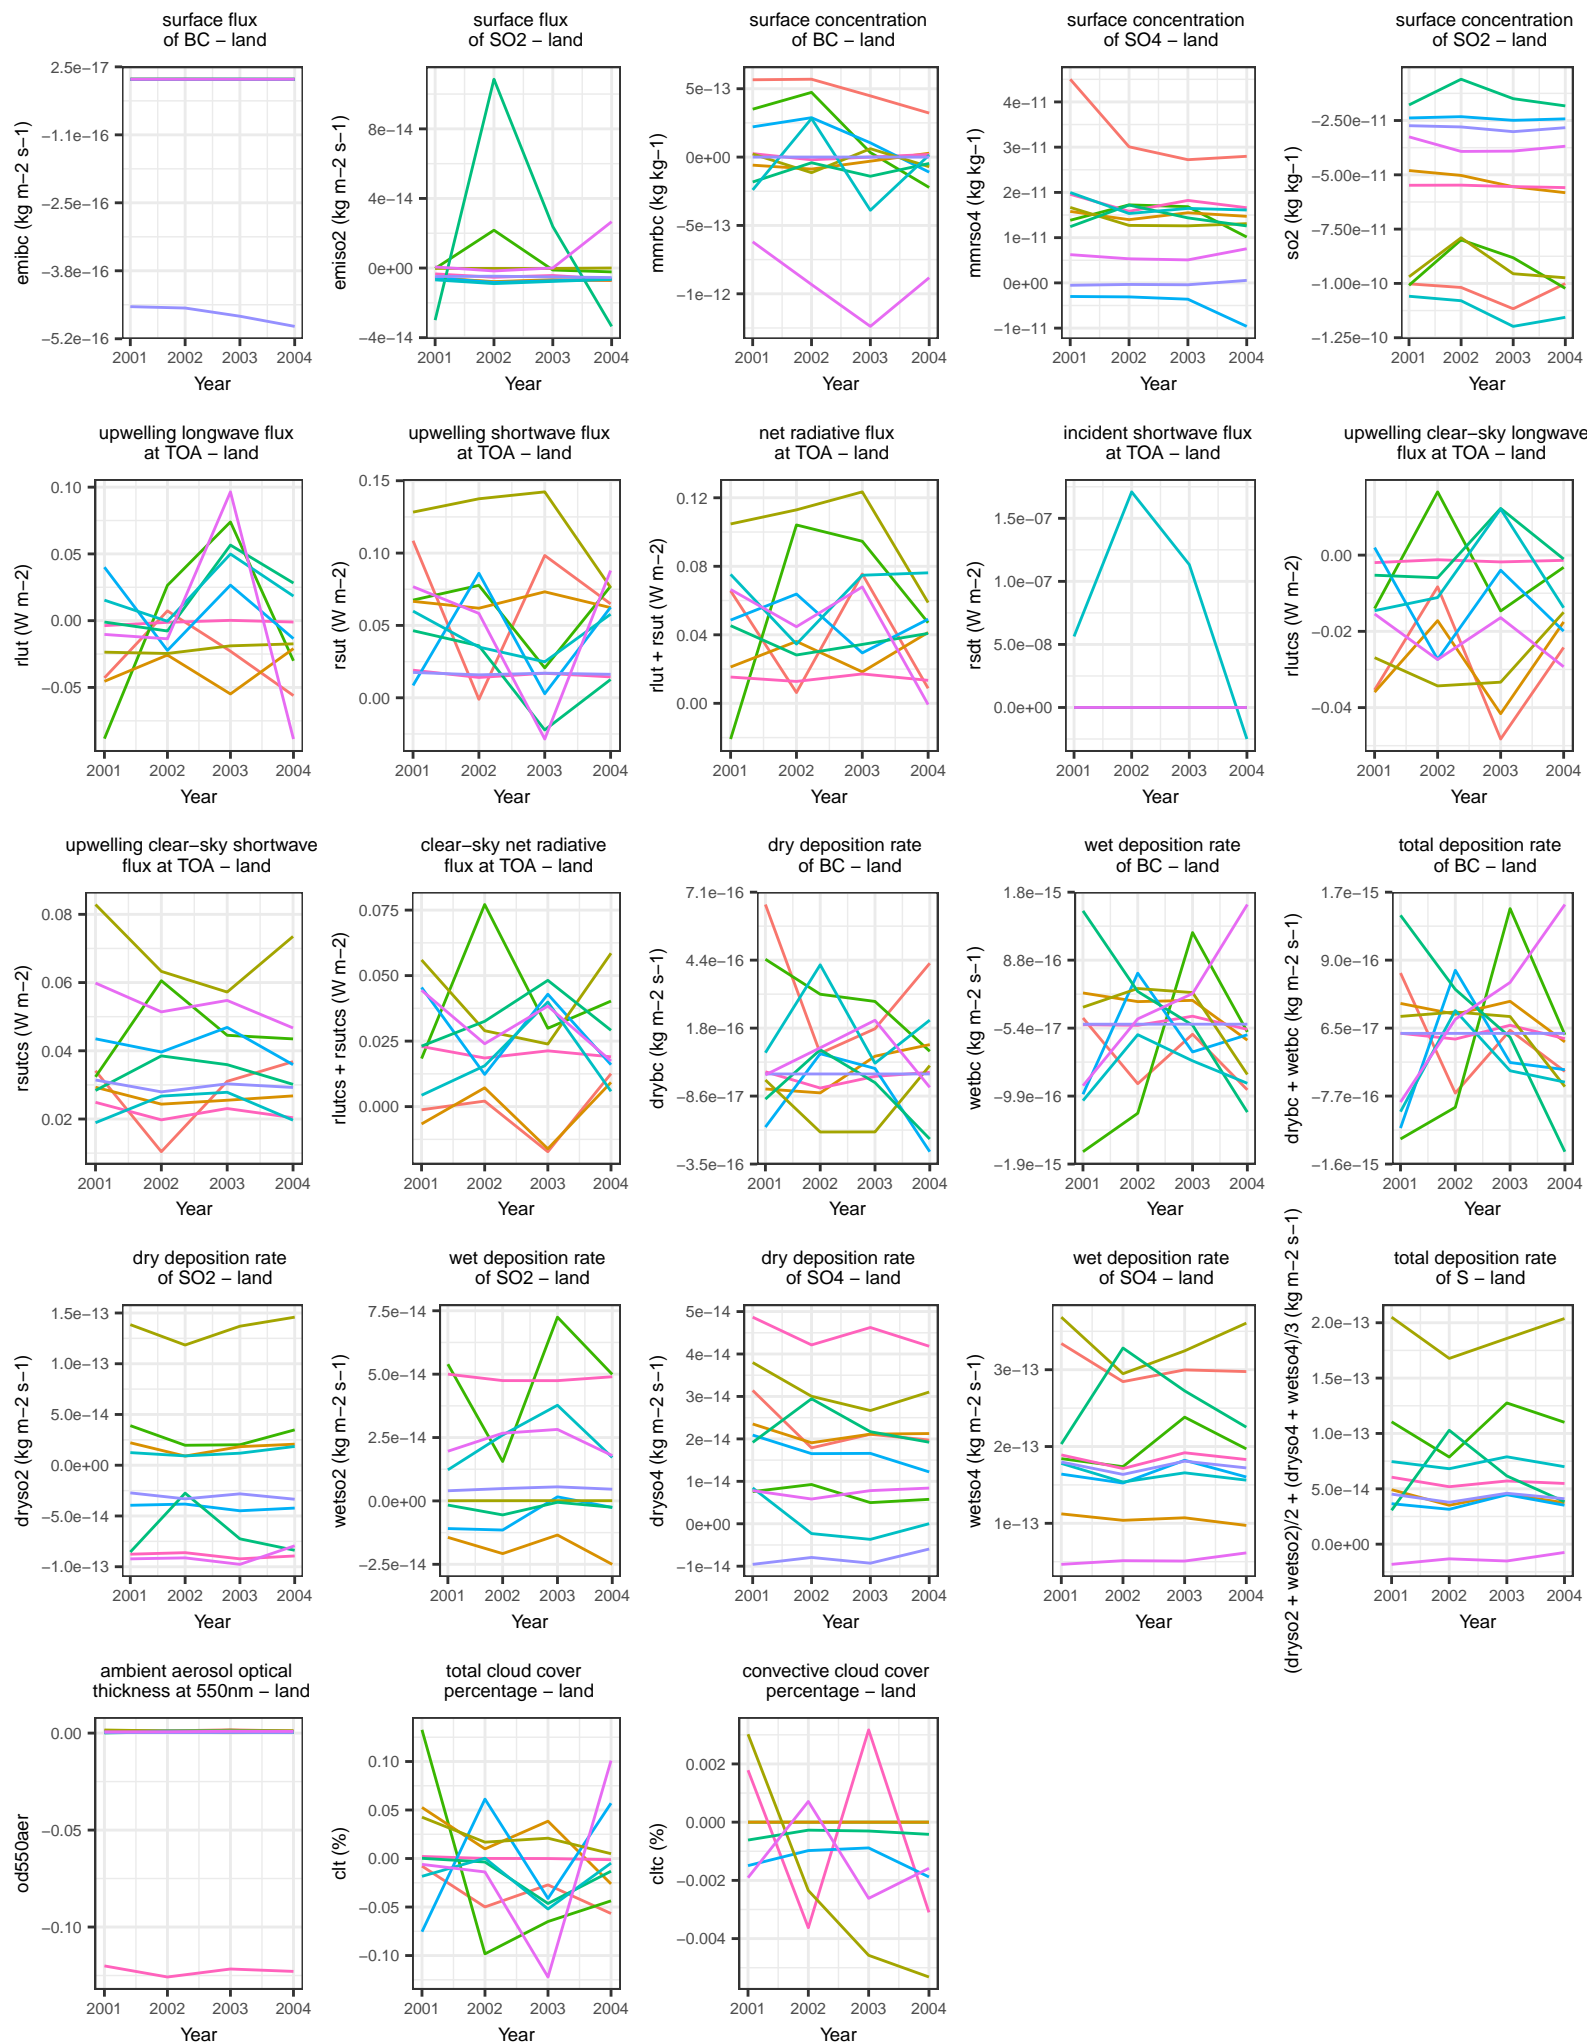 surface flux
of BC − land
surface flux
of SO2 − land
surface concentration
of BC − land
surface concentration
of SO4 − land
surface concentration
of SO2 − land
emibc (kg m−2 s−1)
2.5e−17
−1.1e−16
−2.5e−16
−3.8e−16
−5.2e−16
2001 2002 2003 2004
Year
emiso2 (kg m−2 s−1)
8e−14
4e−14
0e+00
−4e−14
2001 2002 2003 2004
Year
mmrbc (kg kg−1)
5e−13
0e+00
−5e−13
−1e−12
2001 2002 2003 2004
Year
mmrso4 (kg kg−1)
4e−11
3e−11
2e−11
1e−11
0e+00
−1e−11
2001 2002 2003 2004
Year
so2 (kg kg−1)
−2.50e−11
−5.00e−11
−7.50e−11
−1.00e−10
−1.25e−10
2001 2002 2003 2004
Year
upwelling longwave flux
at TOA − land
upwelling shortwave flux
at TOA − land
net radiative flux
at TOA − land
incident shortwave flux
at TOA − land
upwelling clear−sky longwave
flux at TOA − land
rlut (W m−2)
0.10
0.05
0.00
−0.05
2001 2002 2003 2004
Year
rsut (W m−2)
0.15
0.10
0.05
0.00
2001 2002 2003 2004
Year
rlut + rsut (W m−2)
0.12
0.08
0.04
0.00
2001 2002 2003 2004
Year
rsdt (W m−2)
1.5e−07
1.0e−07
5.0e−08
0.0e+00
2001 2002 2003 2004
Year
rlutcs (W m−2)
0.00
−0.02
−0.04
2001 2002 2003 2004
Year
upwelling clear−sky shortwave
flux at TOA − land
clear−sky net radiative
flux at TOA − land
dry deposition rate
of BC − land
wet deposition rate
of BC − land
total deposition rate
of BC − land
rsutcs (W m−2)
0.08
0.06
0.04
0.02
2001 2002 2003 2004
Year
rlutcs + rsutcs (W m−2)
0.075
0.050
0.025
0.000
2001 2002 2003 2004
Year
drybc (kg m−2 s−1)
7.1e−16
4.4e−16
1.8e−16
−8.6e−17
−3.5e−16
2001 2002 2003 2004
Year
wetbc (kg m−2 s−1)
1.8e−15
8.8e−16
−5.4e−17
−9.9e−16
−1.9e−15
2001 2002 2003 2004
Year
drybc + wetbc (kg m−2 s−1)
1.7e−15
9.0e−16
6.5e−17
−7.7e−16
−1.6e−15
2001 2002 2003 2004
Year
dry deposition rate
of SO2 − land
wet deposition rate
of SO2 − land
dry deposition rate
of SO4 − land
wet deposition rate
of SO4 − land
total deposition rate
of S − land
dryso2 (kg m−2 s−1)
1.5e−13
1.0e−13
5.0e−14
0.0e+00
−5.0e−14
−1.0e−13
2001 2002 2003 2004
Year
wetso2 (kg m−2 s−1)
7.5e−14
5.0e−14
2.5e−14
0.0e+00
−2.5e−14
2001 2002 2003 2004
Year
dryso4 (kg m−2 s−1)
5e−14
4e−14
3e−14
2e−14
1e−14
0e+00
−1e−14
2001 2002 2003 2004
Year
wetso4 (kg m−2 s−1)
3e−13
2e−13
1e−13
2001 2002 2003 2004
Year
(dryso2 + wetso2)/2 + (dryso4 + wetso4)/3 (kg m−2 s−1)
2.0e−13
1.5e−13
1.0e−13
5.0e−14
0.0e+00
2001 2002 2003 2004
Year
ambient aerosol optical
thickness at 550nm − land
total cloud cover
percentage − land
convective cloud cover
percentage − land
od550aer
0.00
−0.05
−0.10
2001 2002 2003 2004
Year
clt (%)
0.10
0.05
0.00
−0.05
−0.10
2001 2002 2003 2004
Year
cltc (%)
0.002
0.000
−0.002
−0.004
2001 2002 2003 2004
Year